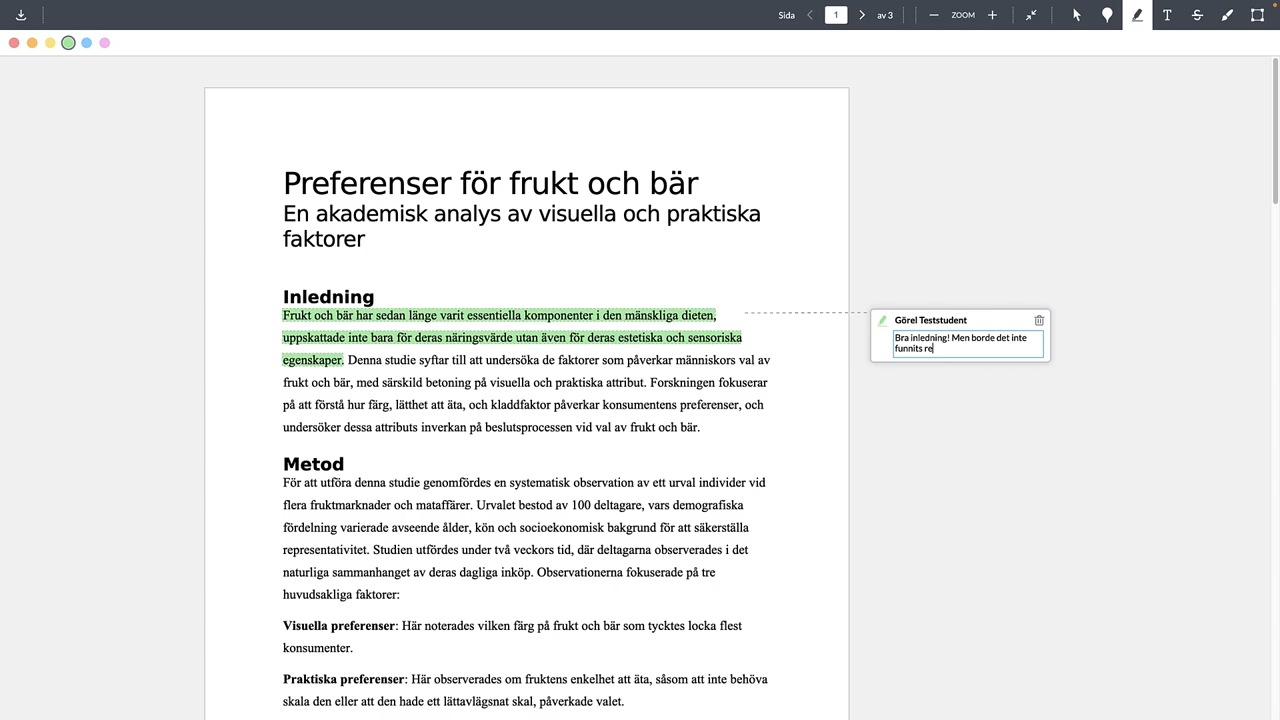 Sida 1 av 3 ZOOM
Preferenser för frukt och bär
En akademisk analys av visuella och praktiska
faktorer
Inledning
Frukt och bär har sedan länge varit essentiella komponenter i den mänskliga dieten,
uppskattade inte bara för deras näringsvärde utan även för deras estetiska och sensoriska
egenskaper. Denna studie syftar till att undersöka de faktorer som påverkar människors val av
frukt och bär, med särskild betoning på visuella och praktiska attribut. Forskningen fokuserar
på att förstå hur färg, lätthet att äta, och kladdfaktor påverkar konsumentens preferenser, och
undersöker dessa attributs inverkan på beslutsprocessen vid val av frukt och bär.
Görel Teststudent
Bra inledning! Men borde det inte
funnits re
Metod
För att utföra denna studie genomfördes en systematisk observation av ett urval individer vid
flera fruktmarknader och mataffärer. Urvalet bestod av 100 deltagare, vars demografiska
fördelning varierade avseende ålder, kön och socioekonomisk bakgrund för att säkerställa
representativitet. Studien utfördes under två veckors tid, där deltagarna observerades i det
naturliga sammanhanget av deras dagliga inköp. Observationerna fokuserade på tre
huvudsakliga faktorer:
Visuella preferenser: Här noterades vilken färg på frukt och bär som tycktes locka flest
konsumenter.
Praktiska preferenser: Här observerades om fruktens enkelhet att äta, såsom att inte behöva
skala den eller att den hade ett lättavlägsnat skal, påverkade valet.